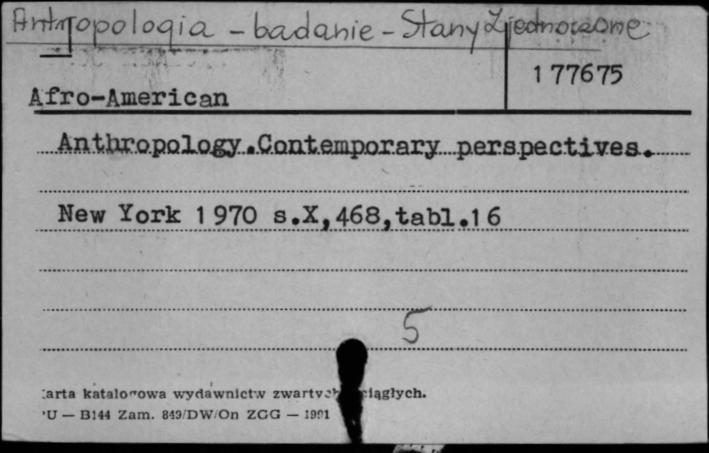 Antropologia - badanie - Stany Zjednoczone
177675
Afro-American
Anthropology.Contemporary perspectives.
New York 1970 s.X,468,tabl.16
5
arta katalogowa wydawnictw zwartych ciągłych.
U — B144 Zam. 849/DW/On ZGG — 1991